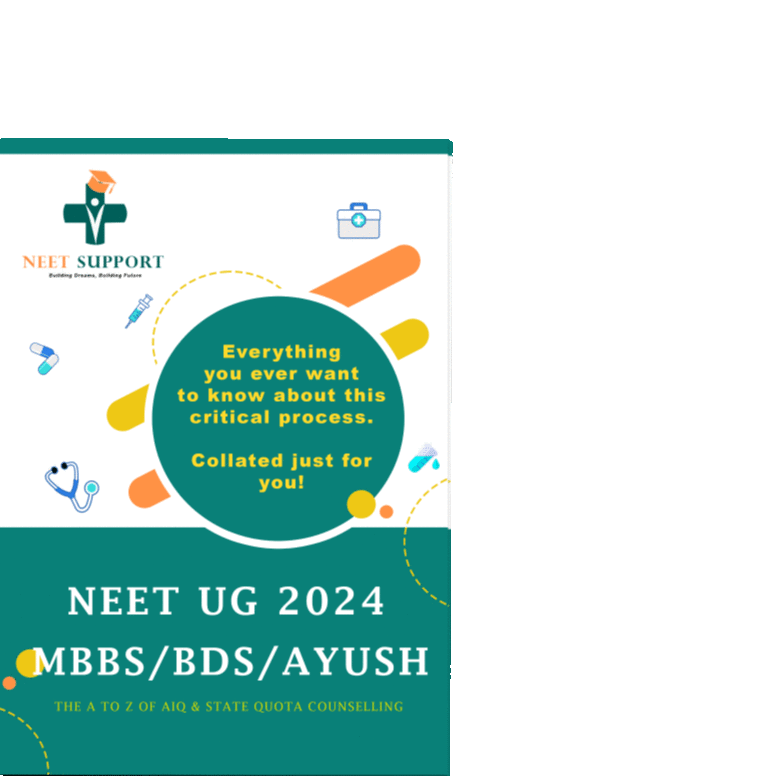 NEET SUPPORT
Building Dreams, Building Future
Everything
you ever want
to know about this
critical process.
Collated just for
you!
NEET UG 2024
MBBS/BDS/AYUSH
THE A TO Z OF AIQ & STATE QUOTA COUNSELLING